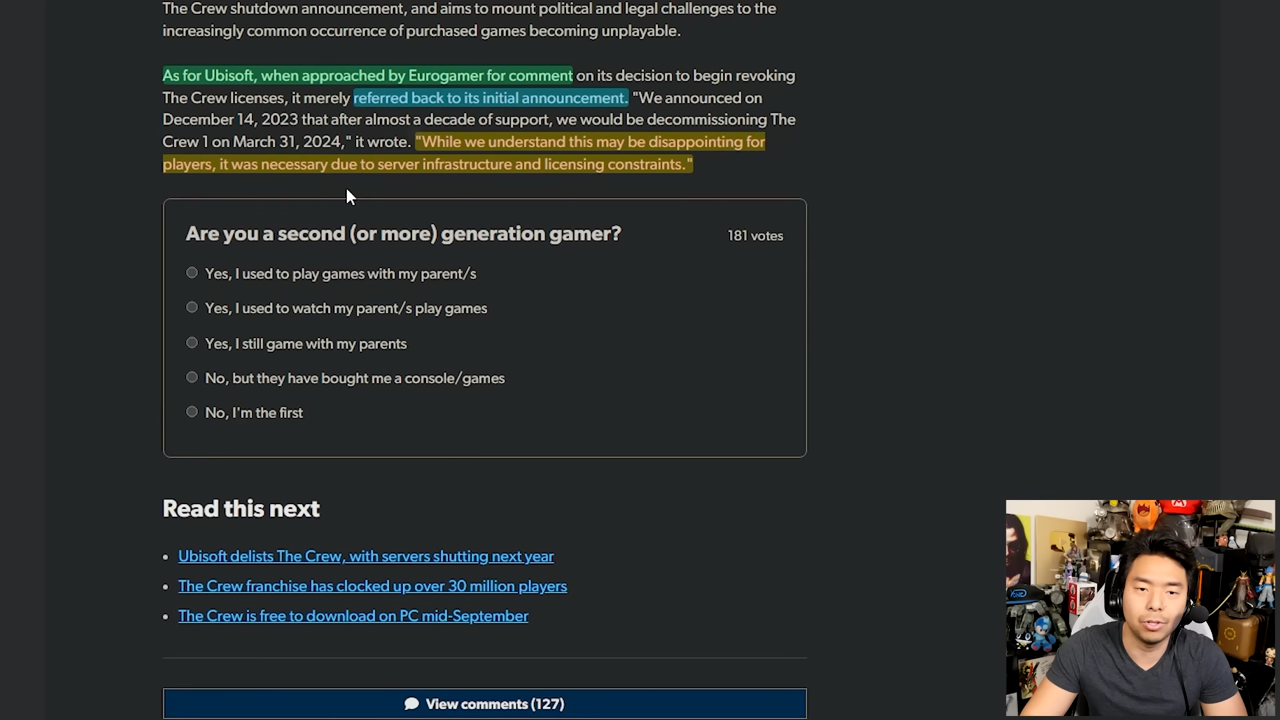 The Crew shutdown announcement, and aims to mount political and legal challenges to the
increasingly common occurrence of purchased games becoming unplayable.
As for Ubisoft, when approached by Eurogamer for comment on its decision to begin revoking
The Crew licenses, it merely referred back to its initial announcement. "We announced on
December 14, 2023 that after almost a decade of support, we would be decommissioning The
Crew 1 on March 31, 2024," it wrote. "While we understand this may be disappointing for
players, it was necessary due to server infrastructure and licensing constraints."
Are you a second (or more) generation gamer?
181 votes
Yes, I used to play games with my parent/s
Yes, I used to watch my parent/s play games
Yes, I still game with my parents
No, but they have bought me a console/games
No, I'm the first
Read this next
Ubisoft delists The Crew, with servers shutting next year
The Crew franchise has clocked up over 30 million players
The Crew is free to download on PC mid-September
View comments (127)